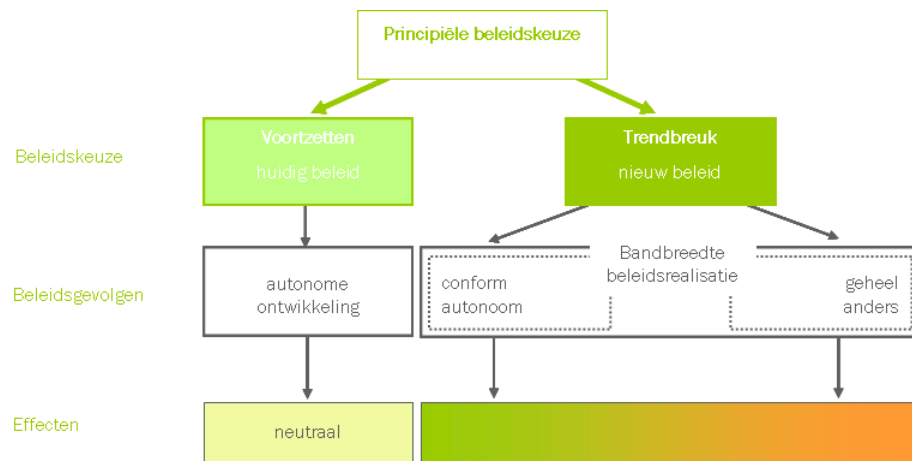 Principiële beleidskeuze
Beleidskeuze
Voortzetten
huidig beleid
Trendbreuk
nieuw beleid
Beleidsgevolgen
autonome
ontwikkeling
conform
autonoom
Bandbreedte
beleidsrealisatie
geheel
anders
Effecten
neutraal